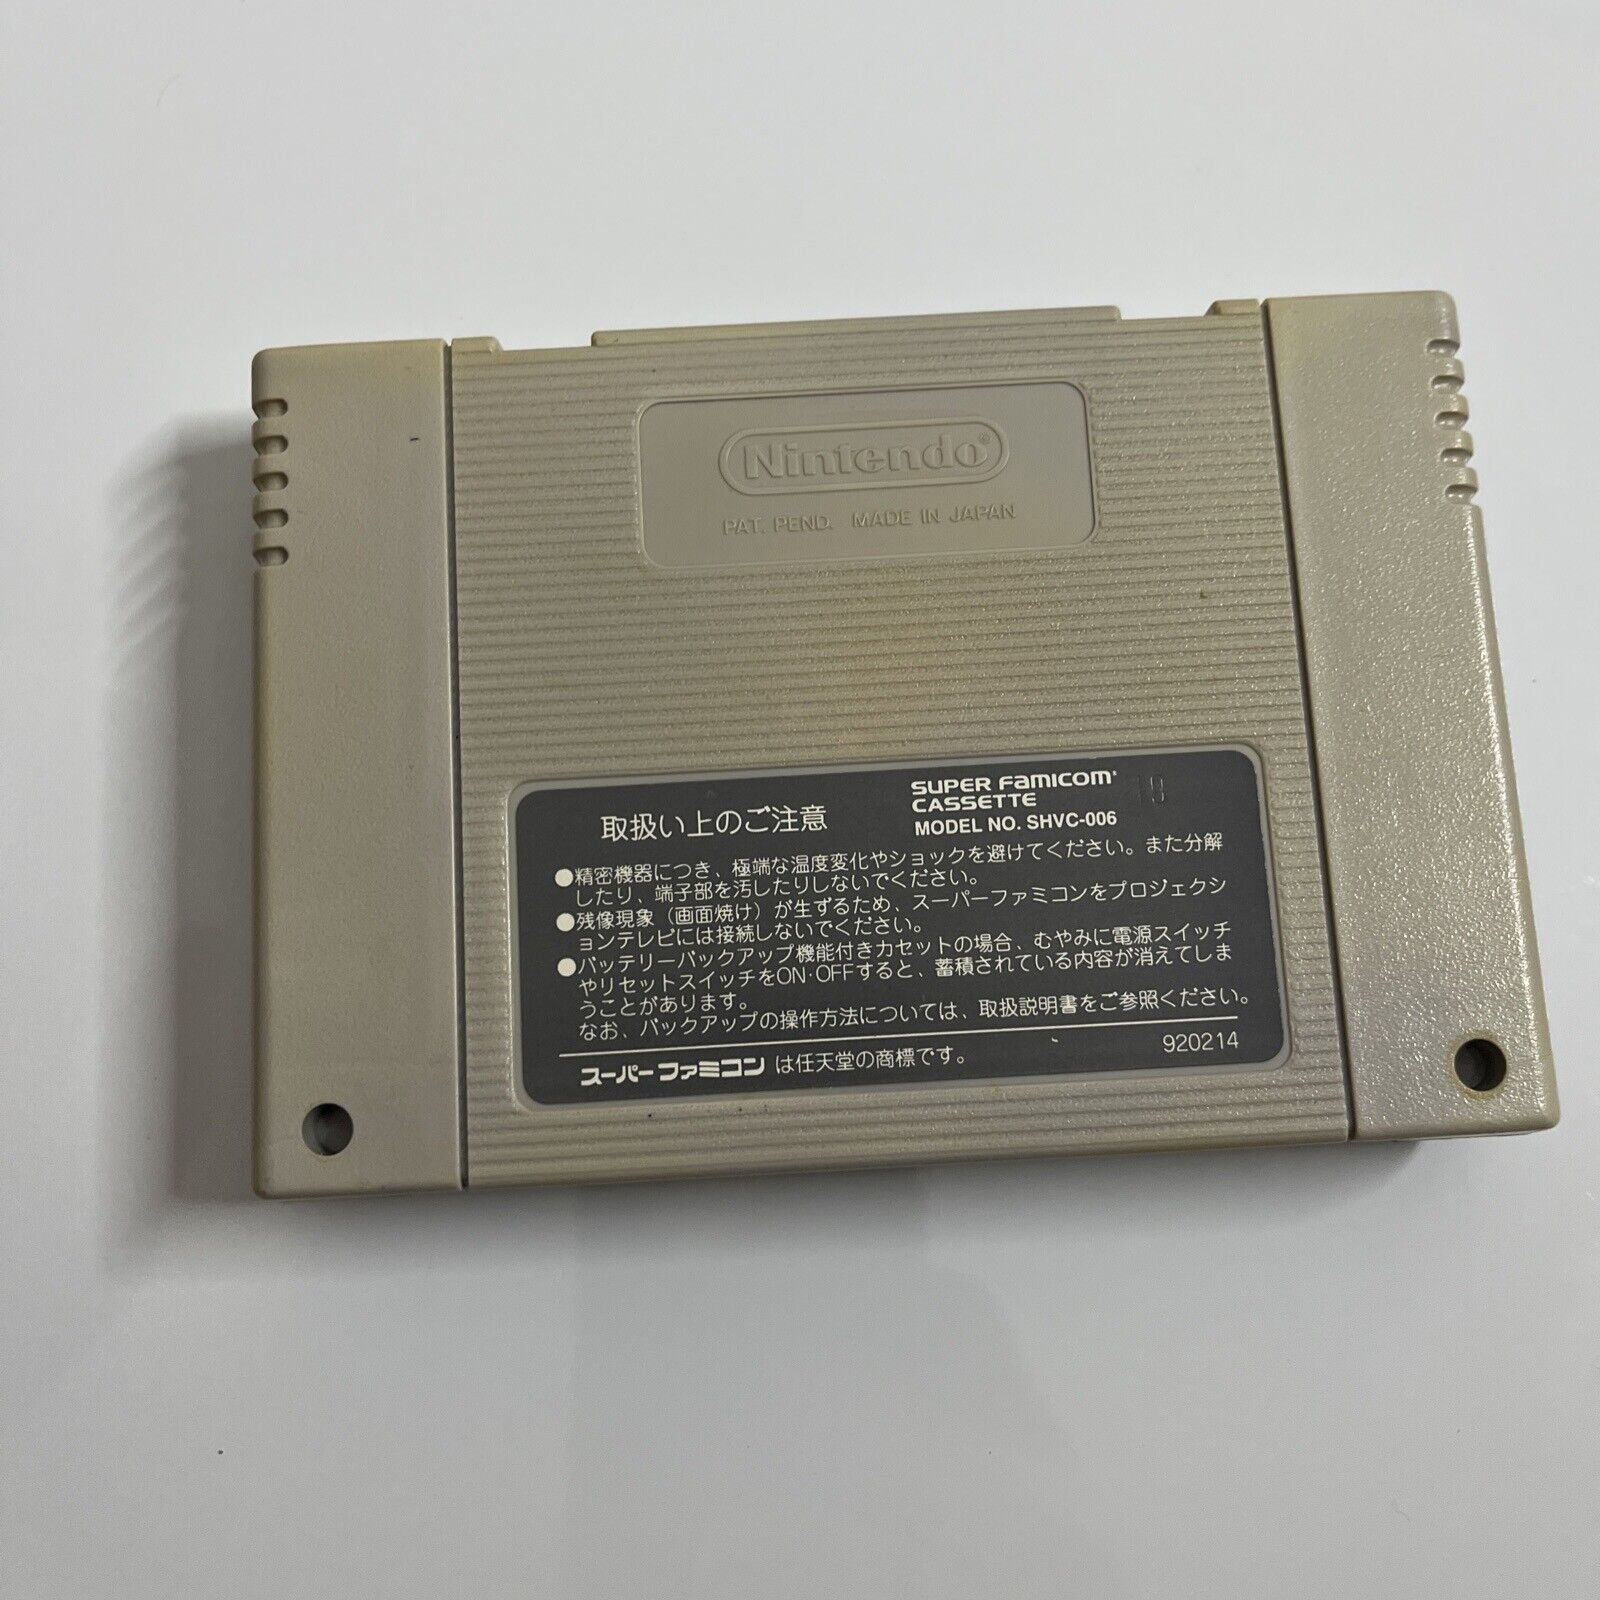 Nintendo®
PAT. PEND. MADE IN JAPAN
取扱い上のご注意
SUPER FAMICOM®
CASSETTE
MODEL NO. SHVC-006
10
●精密機器につき、極端な温度変化やショックを避けてください。また分解
したり、端子部を汚したりしないでください。
●残像現象(画面焼け)が生ずるため、スーパーファミコンをプロジェクシ
ョンテレビには接続しないでください。
●バッテリーバックアップ機能付きカセットの場合、むやみに電源スイッチ
やリセットスイッチをON·OFFすると、蓄積されている内容が消えてしま
うことがあります。
なお、バックアップの操作方法については、取扱説明書をご参照ください。
スーパーファミコン は任天堂の商標です。
920214